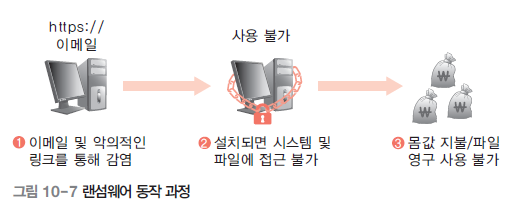 https://
이메일
사용 불가
₩
₩
₩
❶ 이메일 및 악의적인
링크를 통해 감염
❷ 설치되면 시스템 및
파일에 접근 불가
❸ 몸값 지불/파일
영구 사용 불가
그림 10-7 랜섬웨어 동작 과정